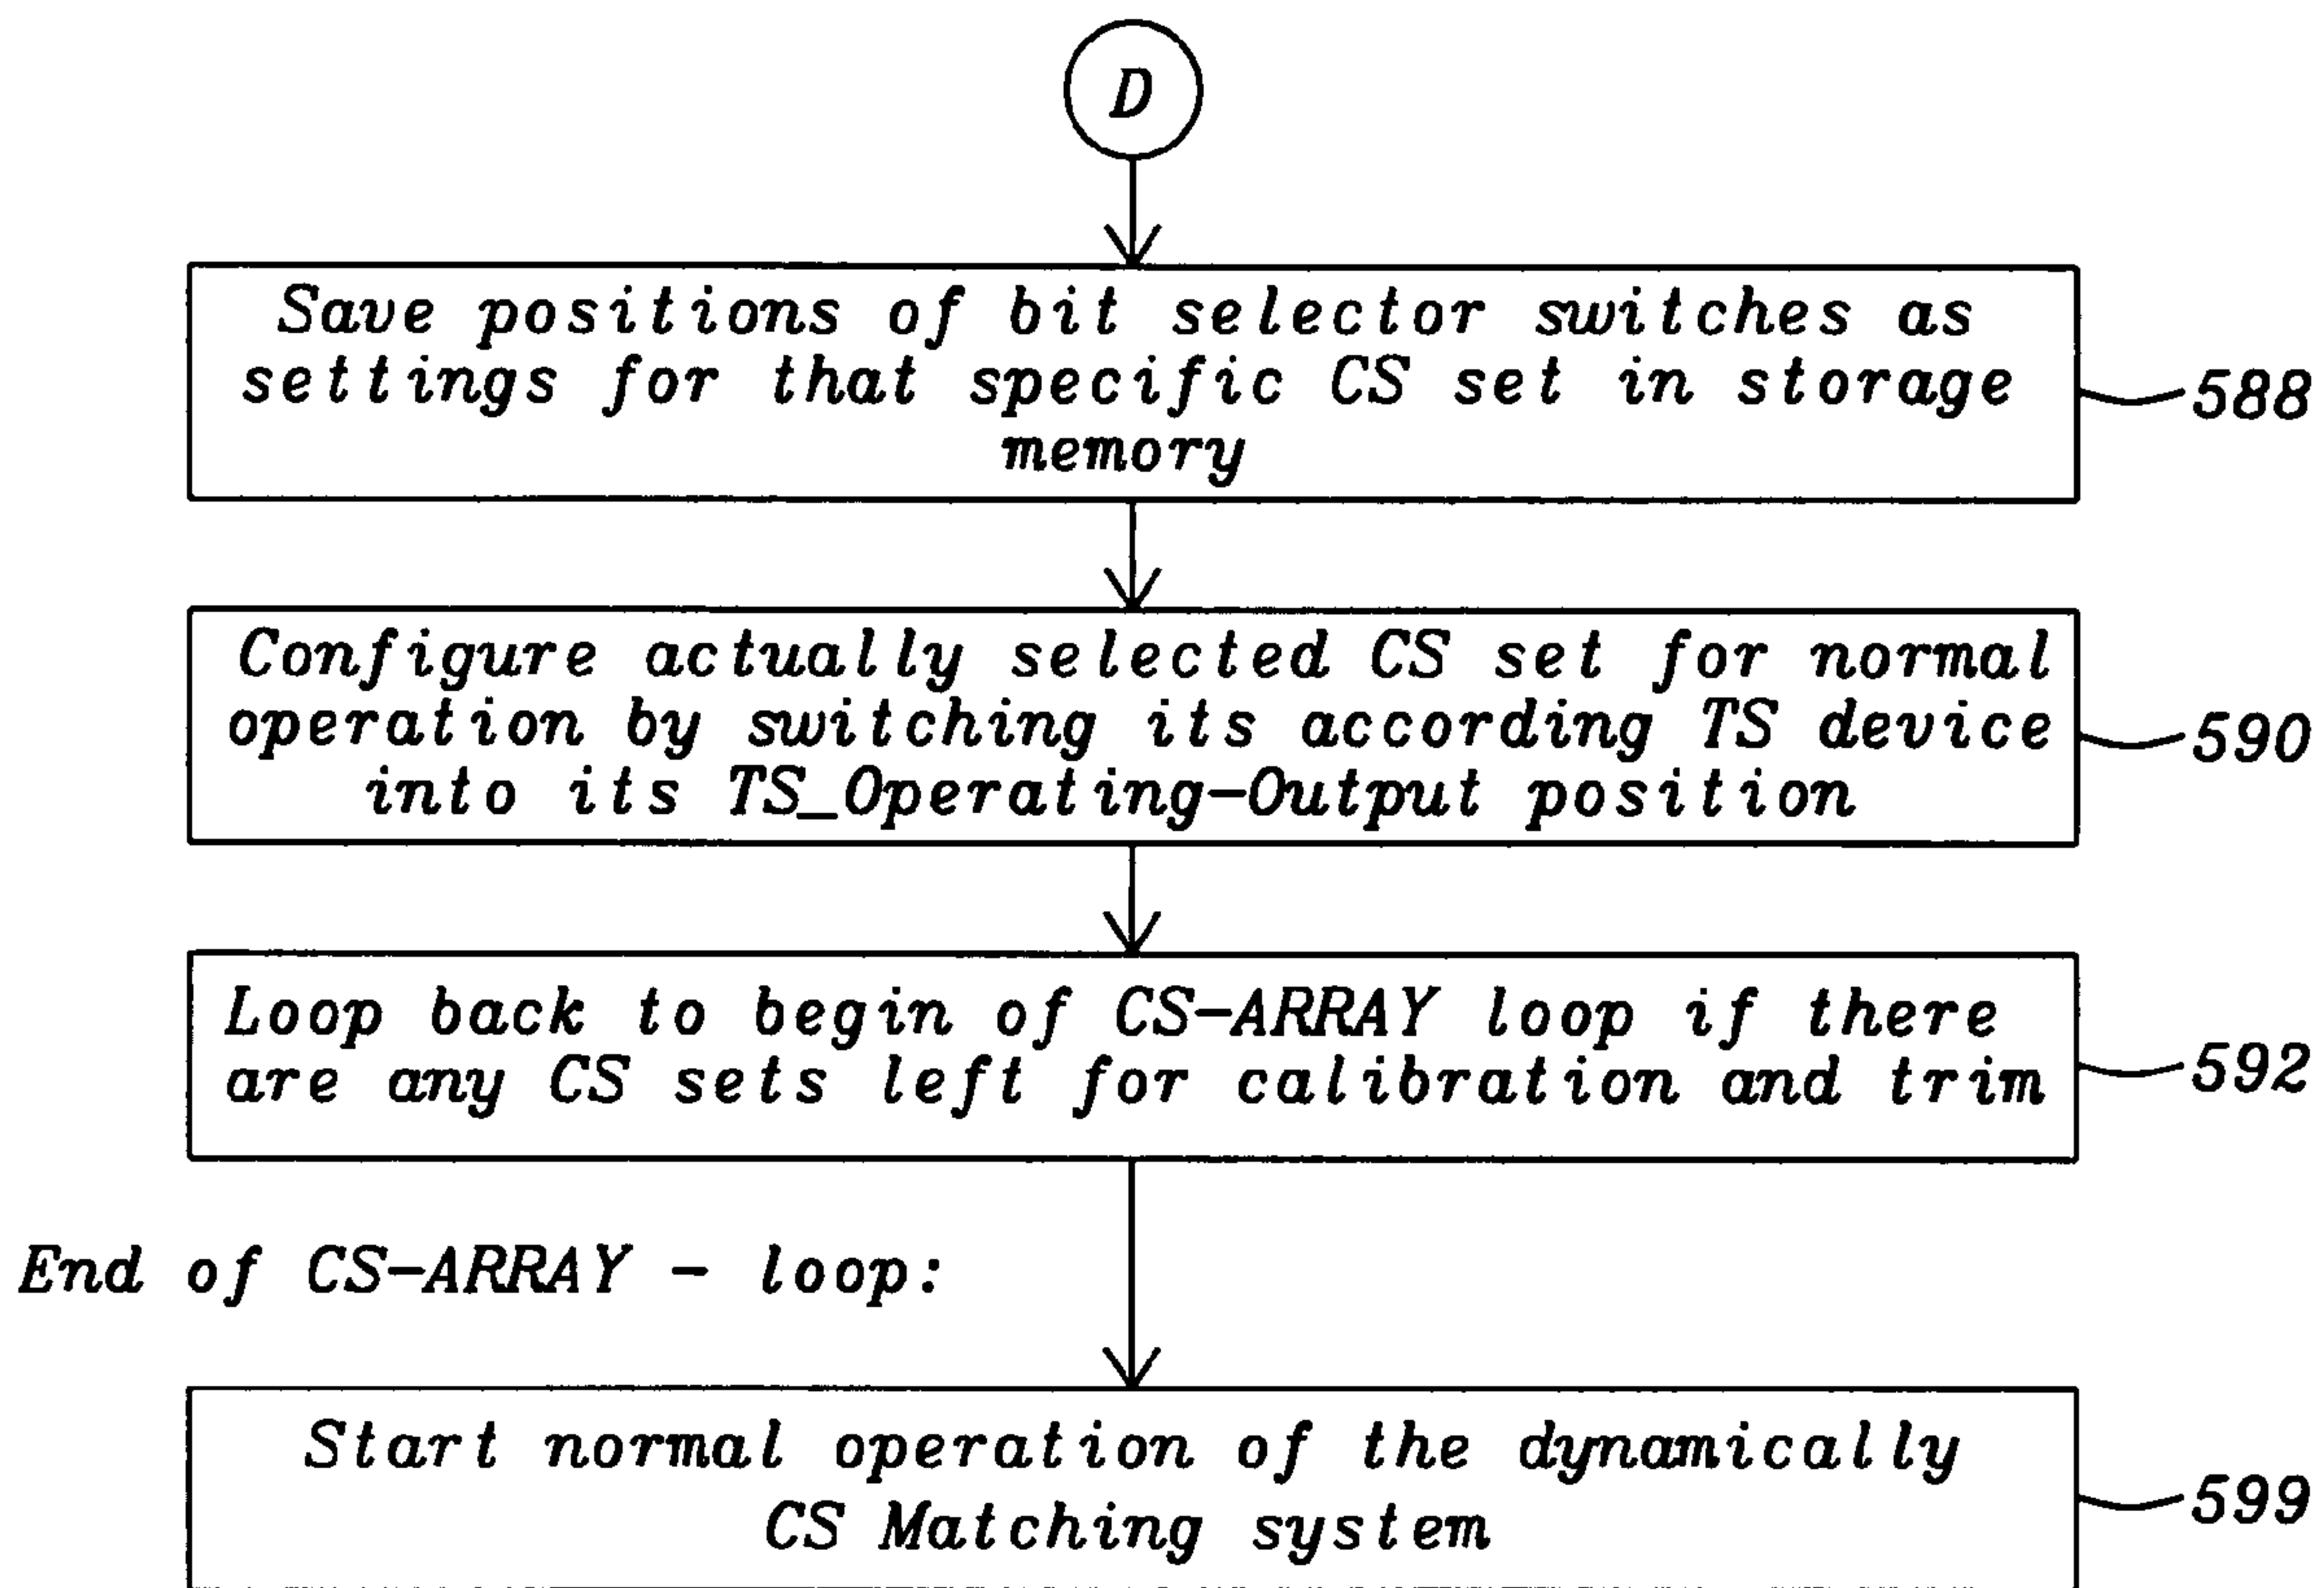 D
Save positions of bit selector switches as
settings for that specific CS set in storage
memory
588
Configure actually selected CS set for normal
operation by switching its according TS device
into its TS_Operating-Output position
590
Loop back to begin of CS-ARRAY loop if there
are any CS sets left for calibration and trim
592
End of CS-ARRAY - loop:
Start normal operation of the dynamically
CS Matching system
599